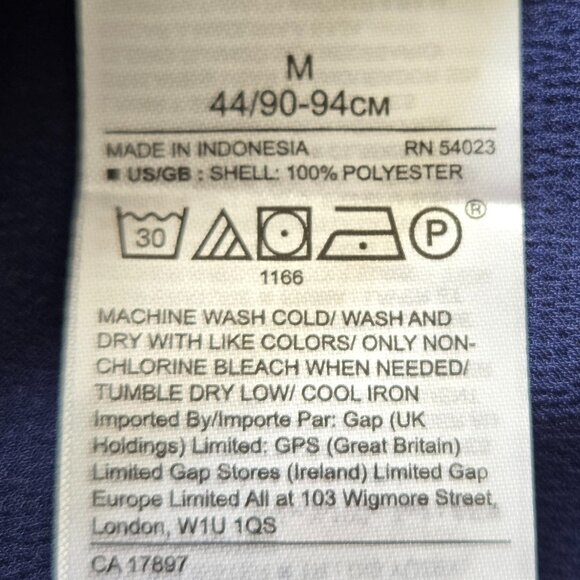 M
44/90-94CM
MADE IN INDONESIA RN 54023
■ US/GB : SHELL: 100% POLYESTER
30 P ®
1166
MACHINE WASH COLD/ WASH AND
DRY WITH LIKE COLORS/ ONLY NON-
CHLORINE BLEACH WHEN NEEDED/
TUMBLE DRY LOW/ COOL IRON
Imported By/Importe Par: Gap (UK
Holdings) Limited: GPS (Great Britain)
Limited Gap Stores (Ireland) Limited Gap
Europe Limited All at 103 Wigmore Street,
London, W1U 1QS
CA 17897